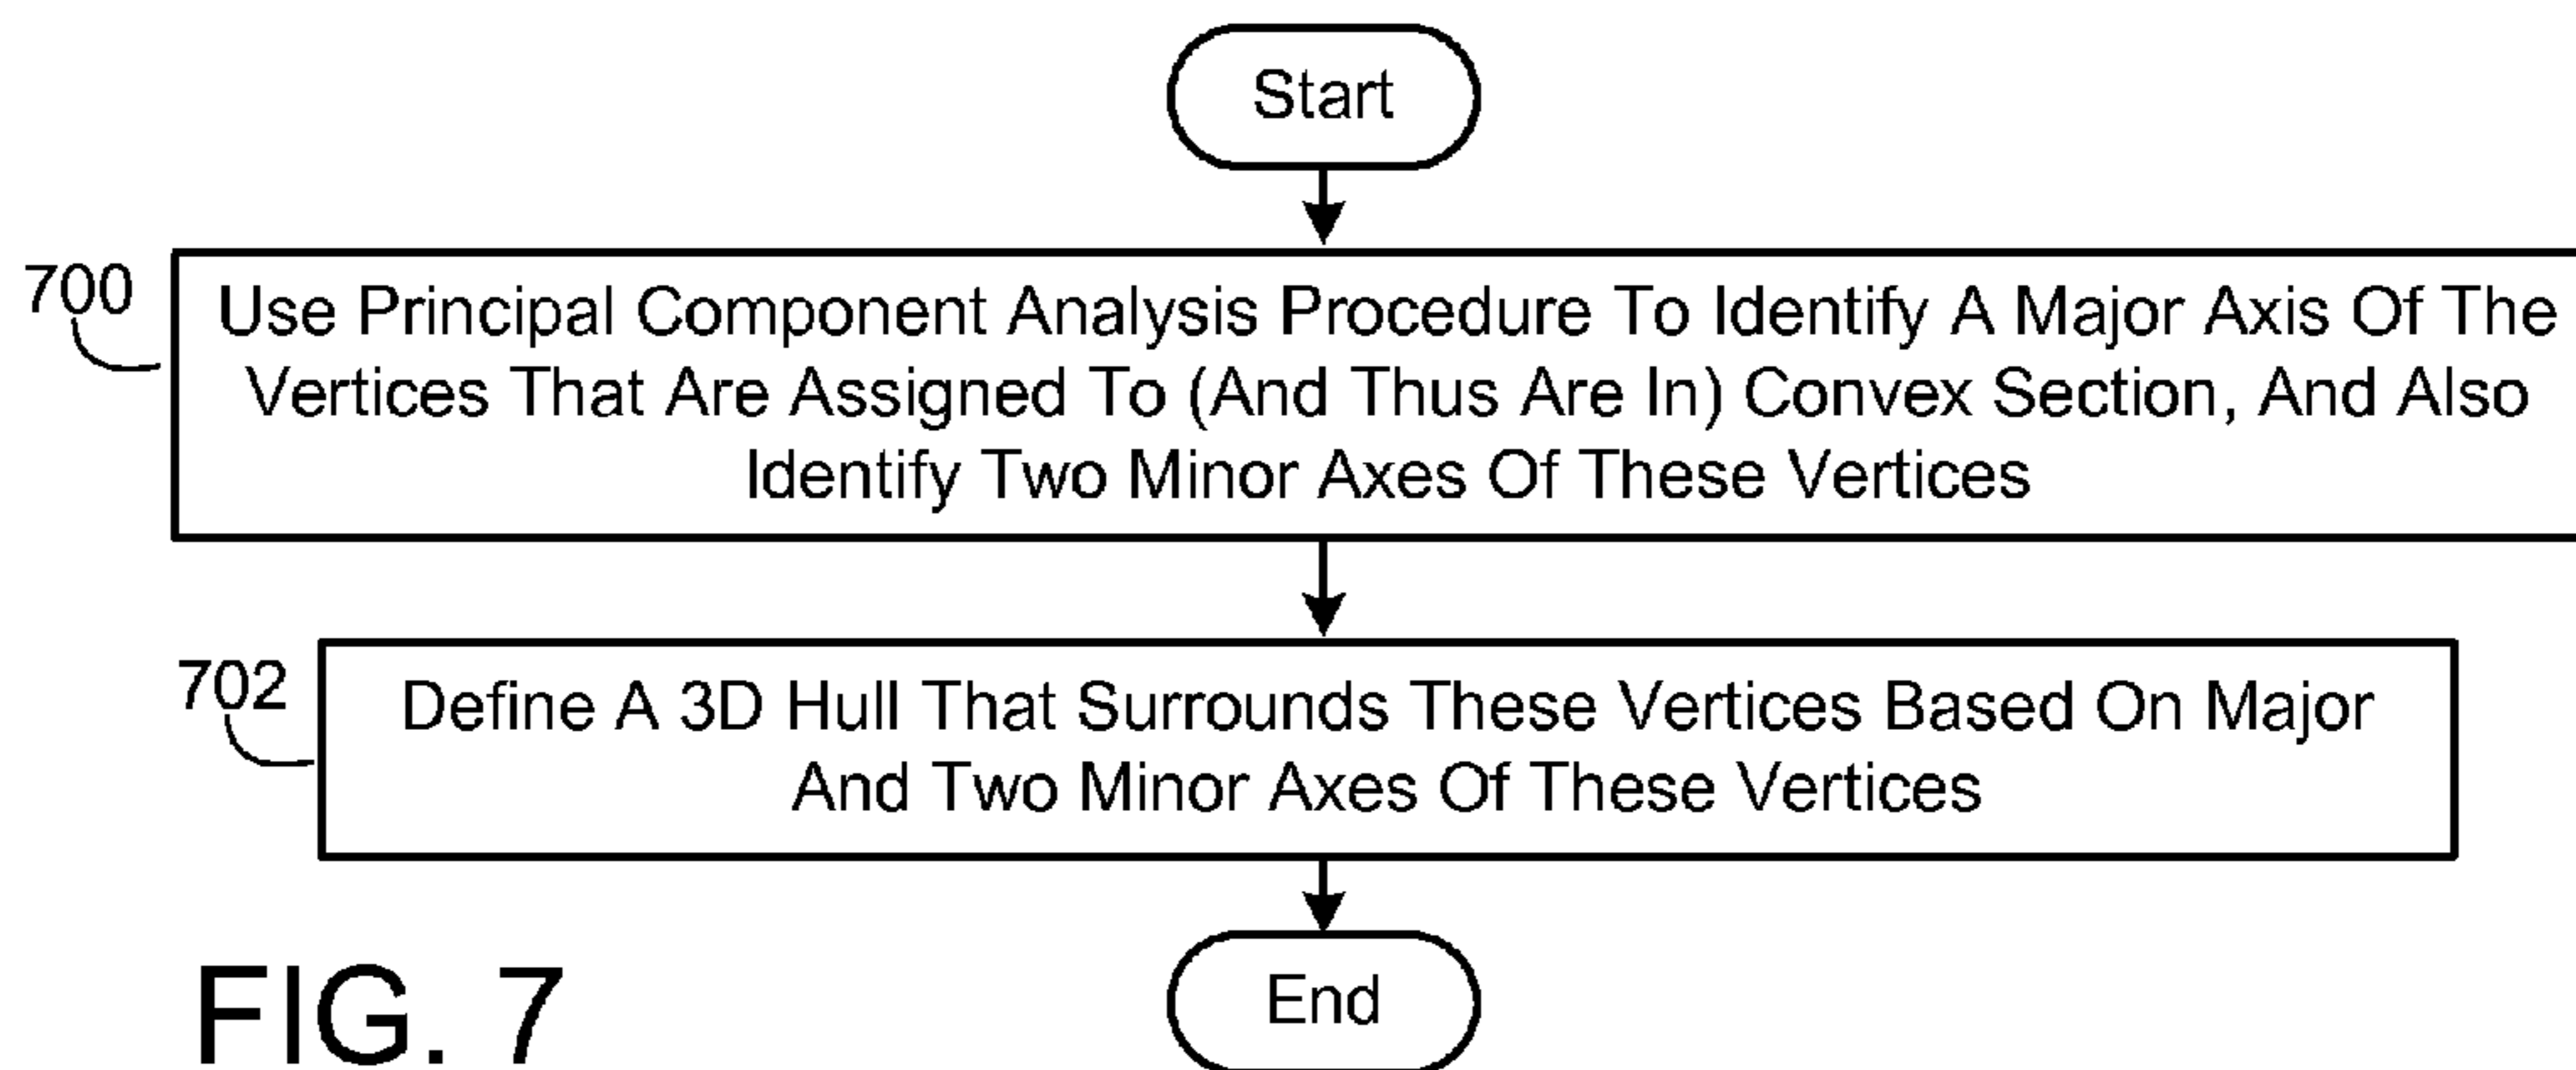 Start
700
Use Principal Component Analysis Procedure To Identify A Major Axis Of The
Vertices That Are Assigned To (And Thus Are In) Convex Section, And Also
Identify Two Minor Axes Of These Vertices
702
Define A 3D Hull That Surrounds These Vertices Based On Major
And Two Minor Axes Of These Vertices
End
FIG. 7